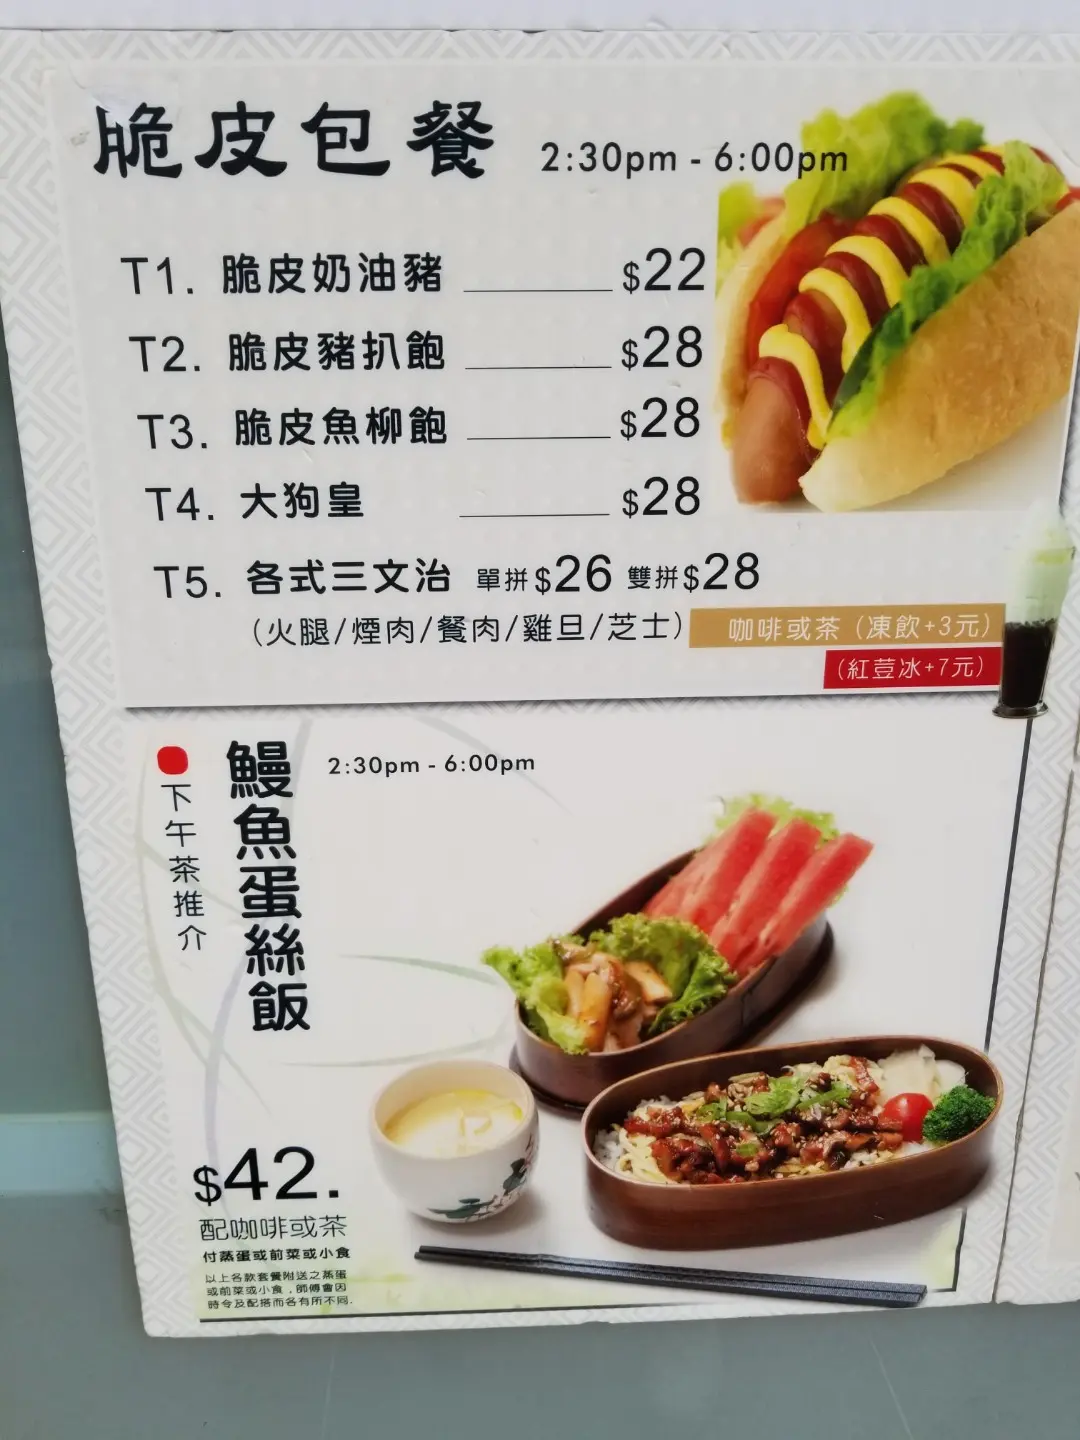 脆皮包餐 2:30pm - 6:00pm
T1. 脆皮奶油豬 $22
T2. 脆皮豬扒飽 $28
T3. 脆皮魚柳飽 $28
T4. 大狗皇 $28
T5. 各式三文治 單拼$26 雙拼$28
(火腿/煙肉/餐肉/雞旦/芝士)
咖啡或茶 (凍飲+3元)
(紅荳冰+7元)
下午茶推介
鰻魚蛋絲飯
2:30pm - 6:00pm
$42.
配咖啡或茶
付蒸蛋或前菜或小食
以上各款套餐附送之蒸蛋
或前菜或小食,師傅會因
時令及配搭而各有所不同.